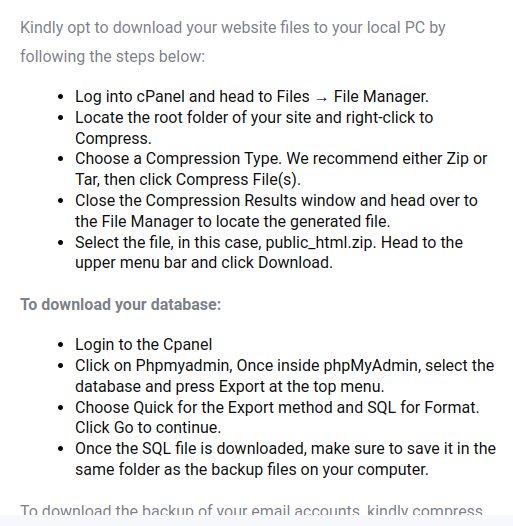 Kindly opt to download your website files to your local PC by
following the steps below:
• Log into cPanel and head to Files → File Manager.
• Locate the root folder of your site and right-click to
Compress.
• Choose a Compression Type. We recommend either Zip or
Tar, then click Compress File(s).
• Close the Compression Results window and head over to
the File Manager to locate the generated file.
• Select the file, in this case, public_html.zip. Head to the
upper menu bar and click Download.
To download your database:
• Login to the Cpanel
• Click on Phpmyadmin, Once inside phpMyAdmin, select the
database and press Export at the top menu.
• Choose Quick for the Export method and SQL for Format.
Click Go to continue.
• Once the SQL file is downloaded, make sure to save it in the
same folder as the backup files on your computer.
To download the backup of your email accounts, kindly compress